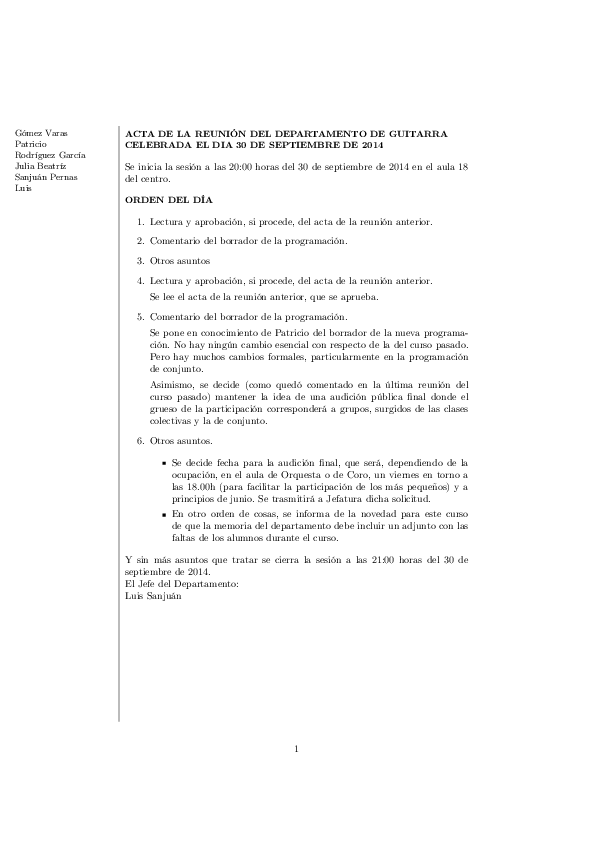 Gómez Varas
Patricio
Rodríguez García
Julia Beatríz
Sanjuán Pernas
Luis
ACTA DE LA REUNIÓN DEL DEPARTAMENTO DE GUITARRA
CELEBRADA EL DIA 30 DE SEPTIEMBRE DE 2014
Se inicía la sesión a las 20:00 horas del 30 de septiembre de 2014 en el aula 18
del centro.
ORDEN DEL DÍA
1. Lectura y aprobación, si procede, del acta de la reunión anterior.
2. Comentario del borrador de la programación.
3. Otros asuntos
4. Lectura y aprobación, si procede, del acta de la reunión anterior.
Se lee el acta de la reunión anterior, que se aprueba.
5. Comentario del borrador de la programación.
Se pone en conocimiento de Patricio del borrador de la nueva programa-
ción. No hay ningún cambio esencial con respecto de la del curso pasado.
Pero hay muchos cambios formales, particularmente en la programación
de conjunto.
Asimismo, se decide (como quedó comentado en la última reunión del
curso pasado) mantener la idea de una audición pública final donde el
grueso de la participación corresponderá a grupos, surgidos de las clases
colectivas y la de conjunto.
6. Otros asuntos.
▪ Se decide fecha para la audición final, que será, dependiendo de la
ocupación, en el aula de Orquesta o de Coro, un viernes en torno a
las 18.00h (para facilitar la participación de los más pequeños) y a
principios de junio. Se trasmitirá a Jefatura dicha solicitud.
▪ En otro orden de cosas, se informa de la novedad para este curso
de que la memoria del departamento debe incluir un adjunto con las
faltas de los alumnos durante el curso.
Y sin más asuntos que tratar se cierra la sesión a las 21:00 horas del 30 de
septiembre de 2014.
El Jefe del Departamento:
Luis Sanjuán
1